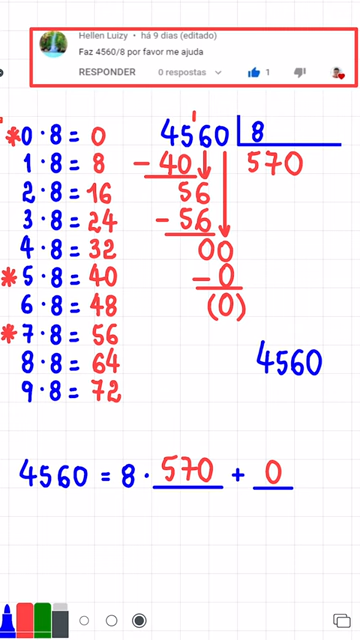 Hellen Luizy • há 9 dias (editado)
Faz 4560/8 por favor me ajuda
RESPONDER 0 respostas 1
*0 · 8 = 0
1 · 8 = 8
2 · 8 = 16
3 · 8 = 24
4 · 8 = 32
*5 · 8 = 40
6 · 8 = 48
*7 · 8 = 56
8 · 8 = 64
9 · 8 = 72
4560 8
- 40 570
56
- 56
00
- 0
(0)
4560
4560 = 8 · 570 + 0